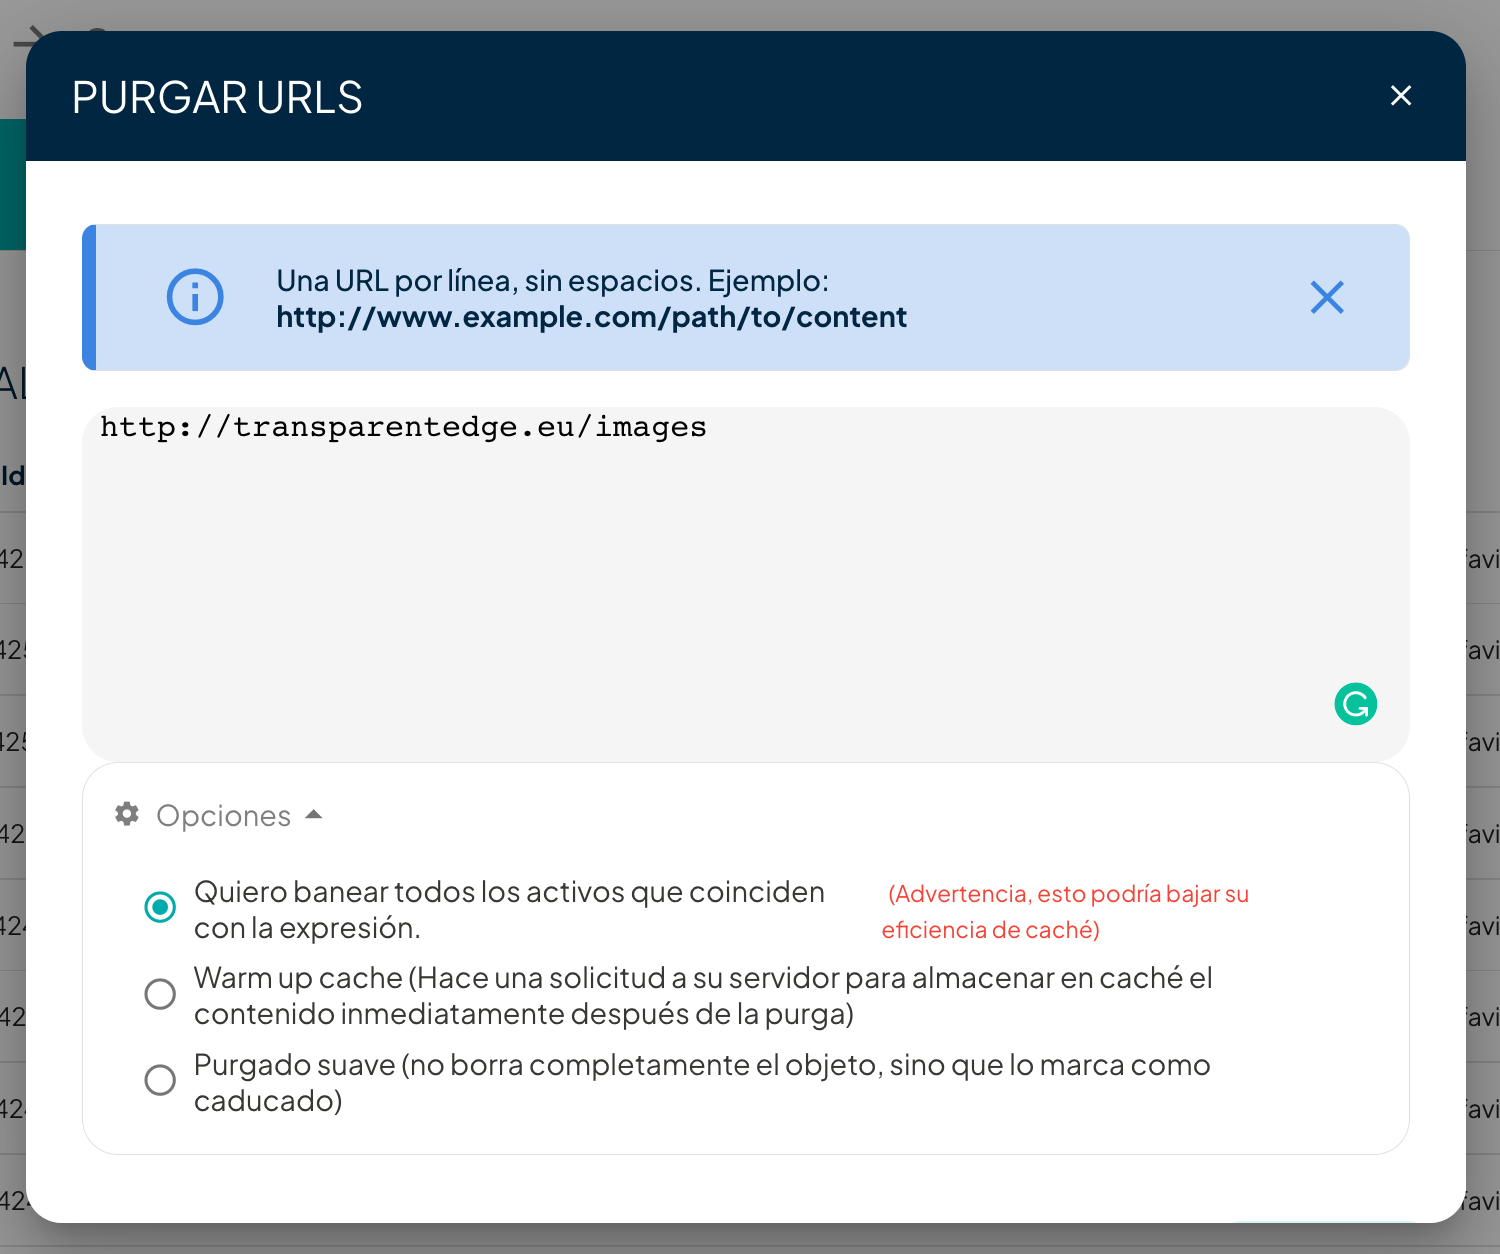 PURGAR URLS
Una URL por línea, sin espacios. Ejemplo:
http://www.example.com/path/to/content
http://transparentedge.eu/images
Opciones
Quiero banear todos los activos que coinciden
con la expresión.
(Advertencia, esto podría bajar su
eficiencia de caché)
Warm up cache (Hace una solicitud a su servidor para almacenar en caché el
contenido inmediatamente después de la purga)
Purgado suave (no borra completamente el objeto, sino que lo marca como
caducado)
Id